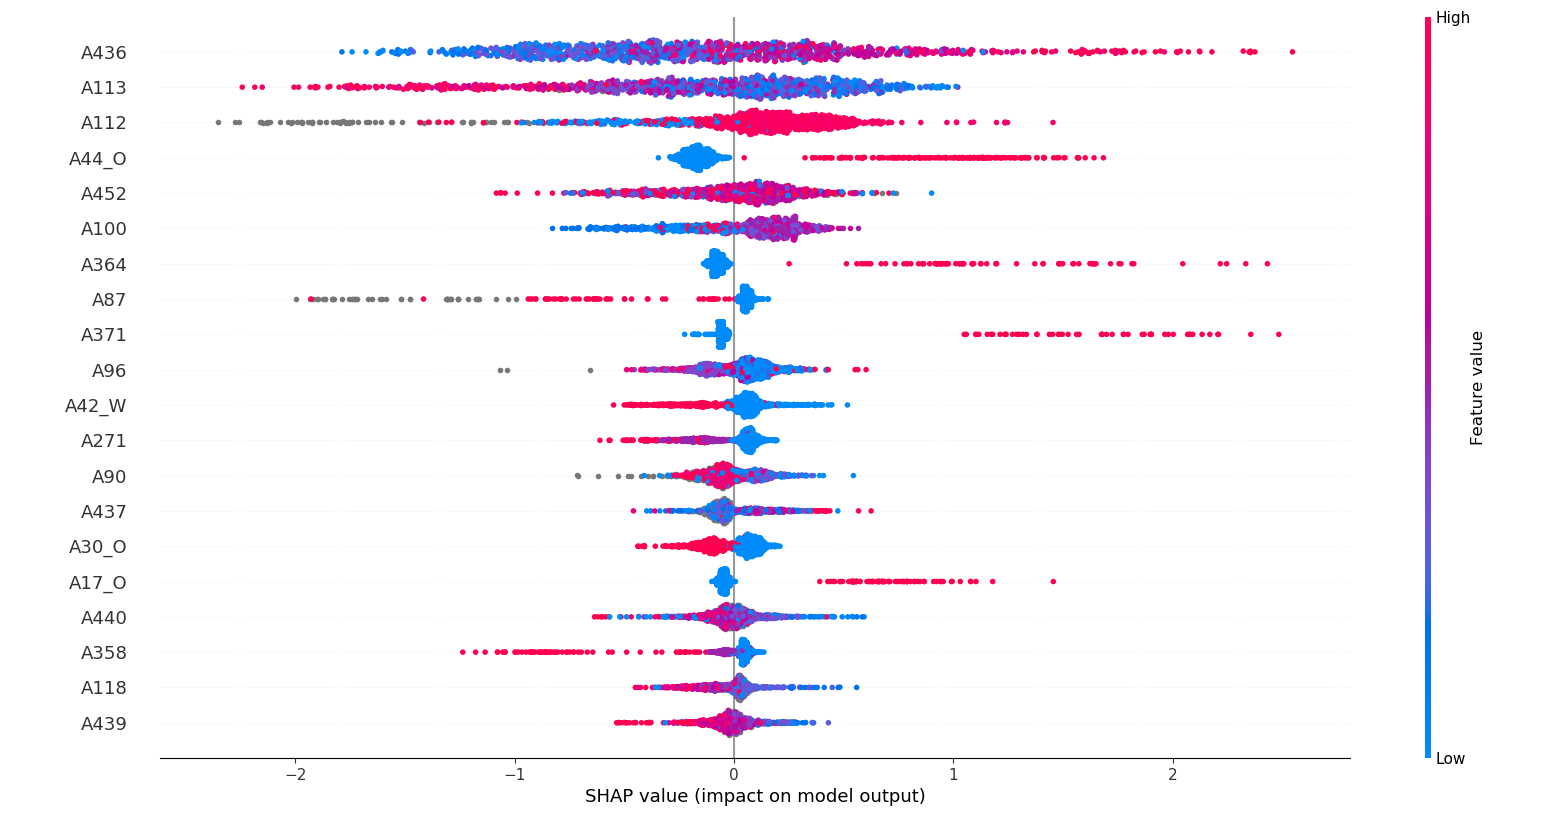 High
A436
A113
A112
A44_O
A452
A100
A364
A87
A371
A96
A42_W
A271
A90
A437
A30_O
A17_O
A440
A358
A118
A439
Feature value
Low
−2 −1 0 1 2
SHAP value (impact on model output)